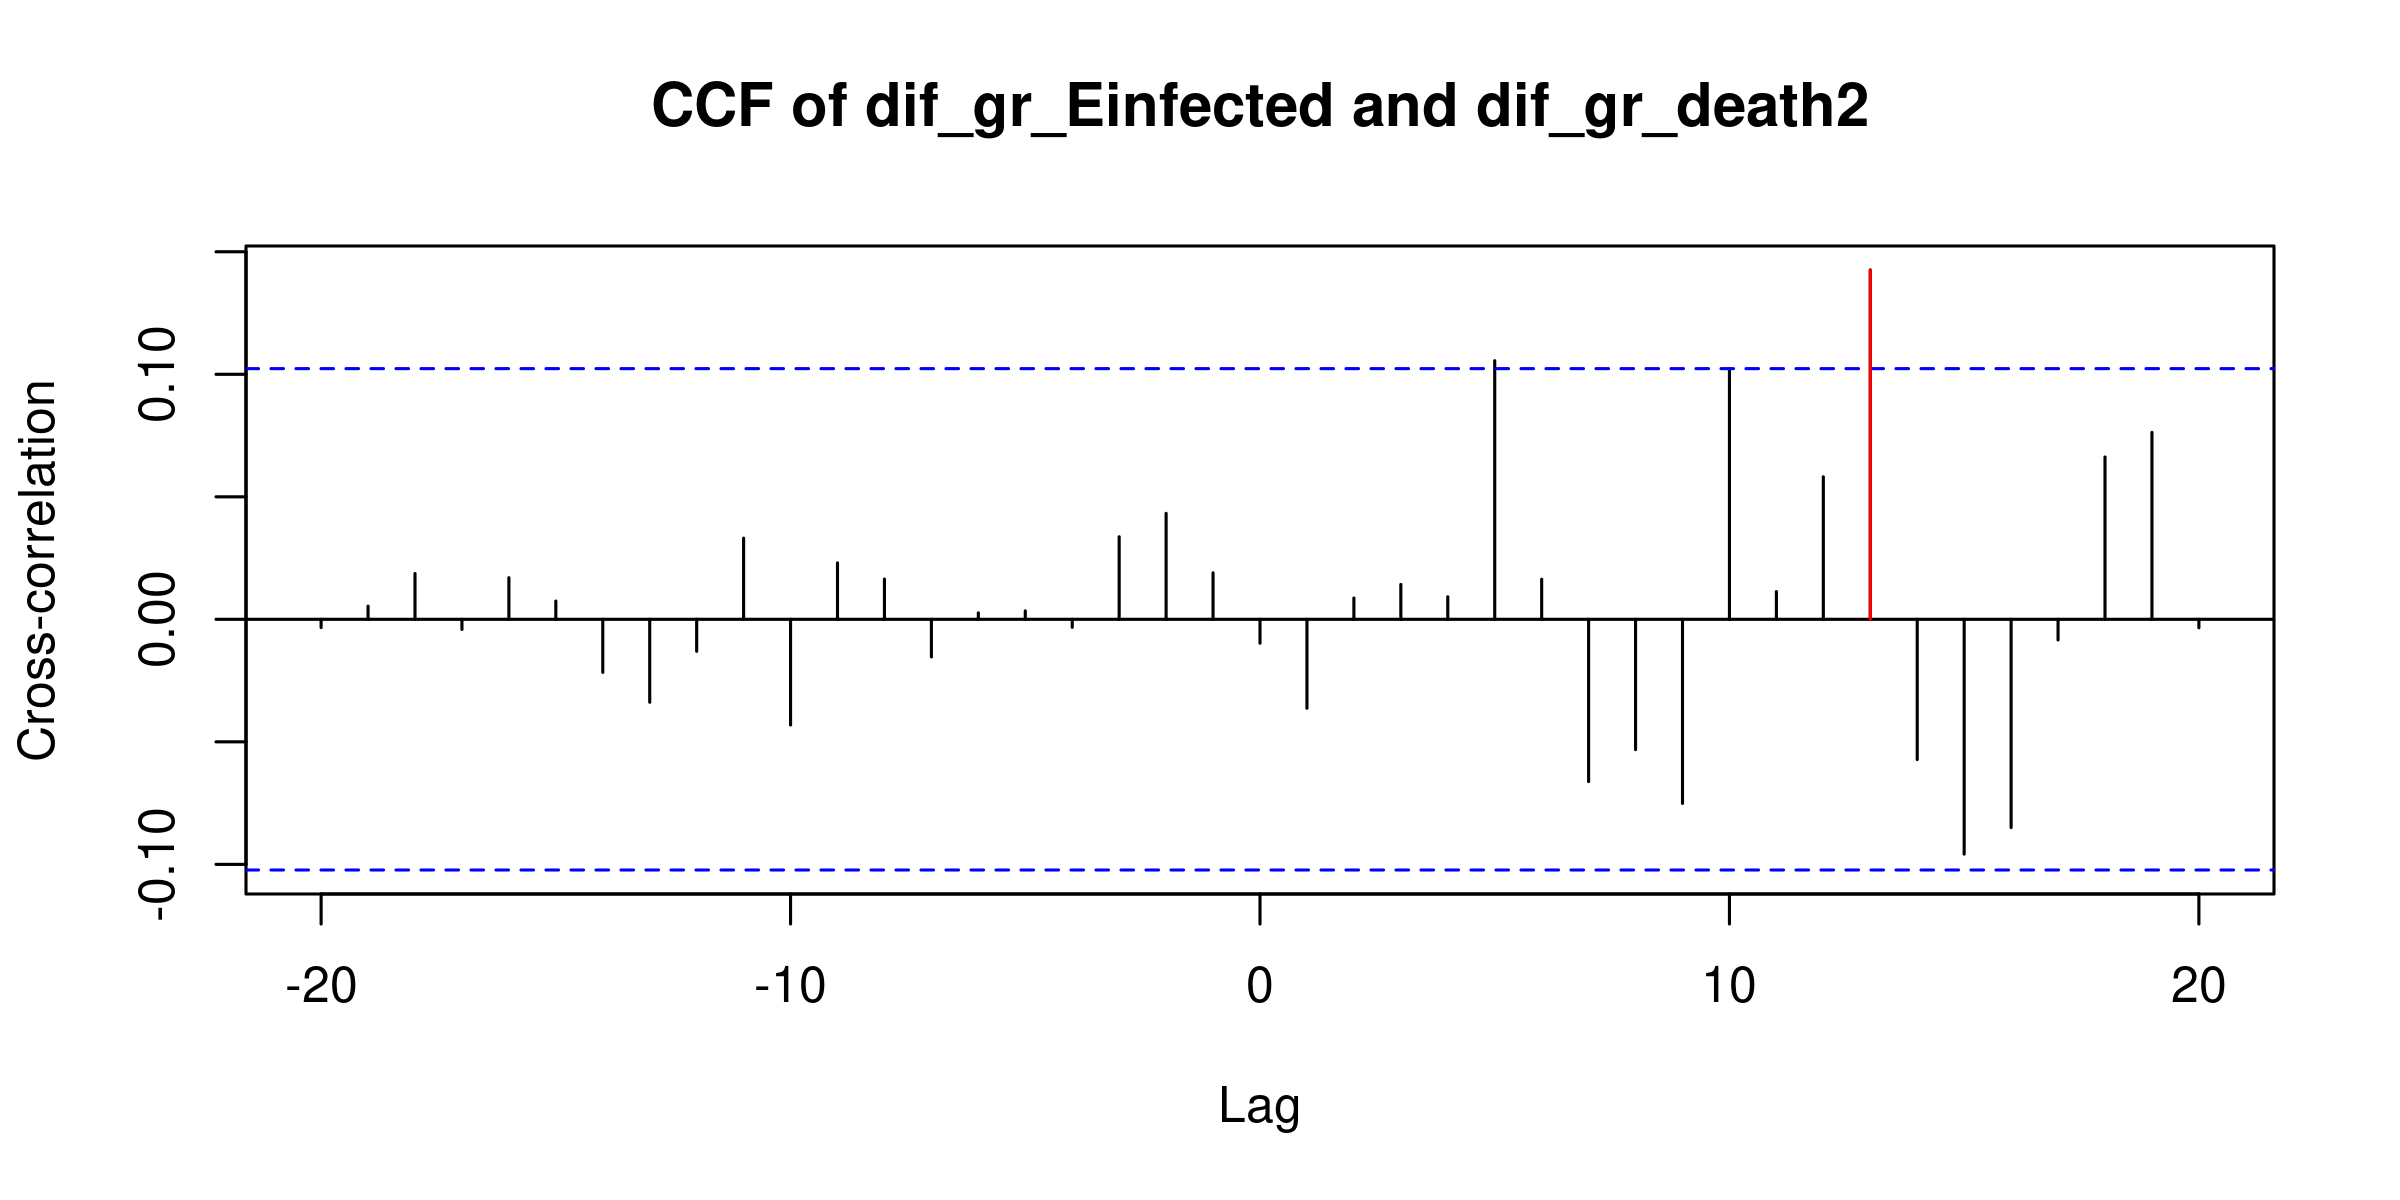 CCF of dif_gr_Einfected and dif_gr_death2
Cross-correlation
0.10
0.00
-0.10
-20 -10 0 10 20
Lag